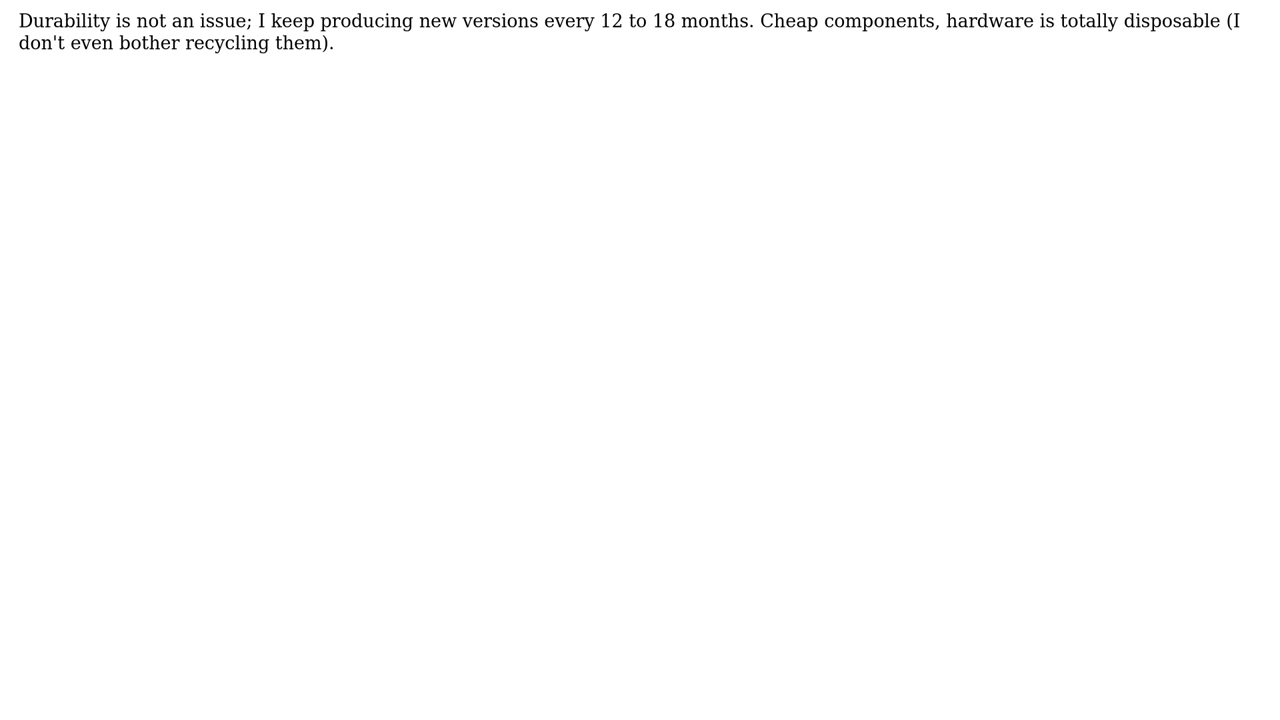 Durability is not an issue; I keep producing new versions every 12 to 18 months. Cheap components, hardware is totally disposable (I
don't even bother recycling them).